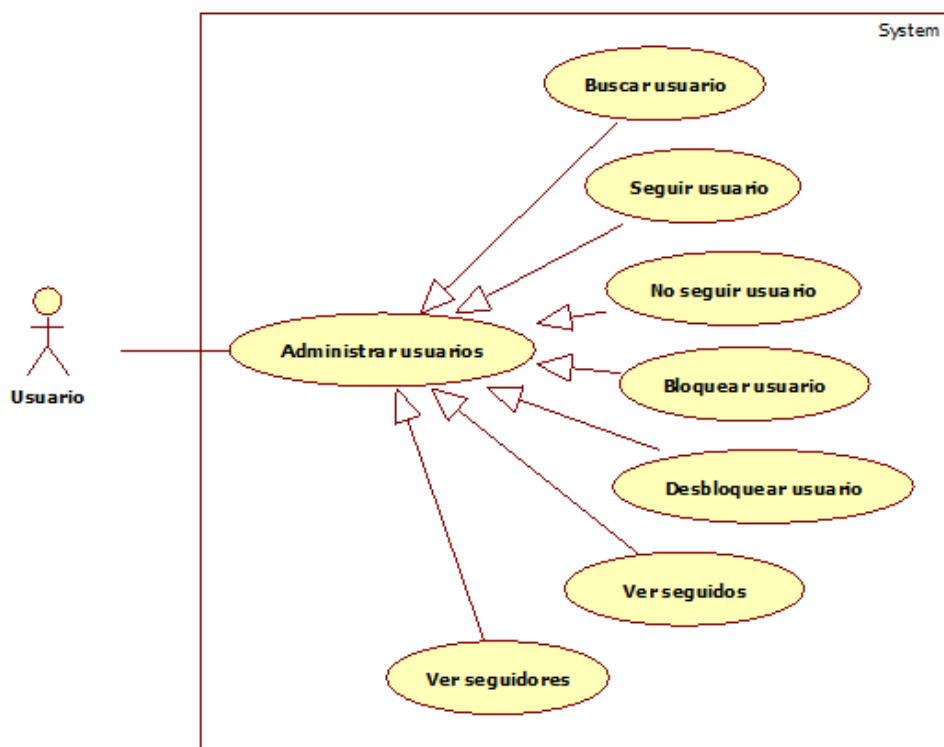 System
Buscar usuario
Seguir usuario
No seguir usuario
Administrar usuarios
Bloquear usuario
Usuario
Desbloquear usuario
Ver seguidos
Ver seguidores